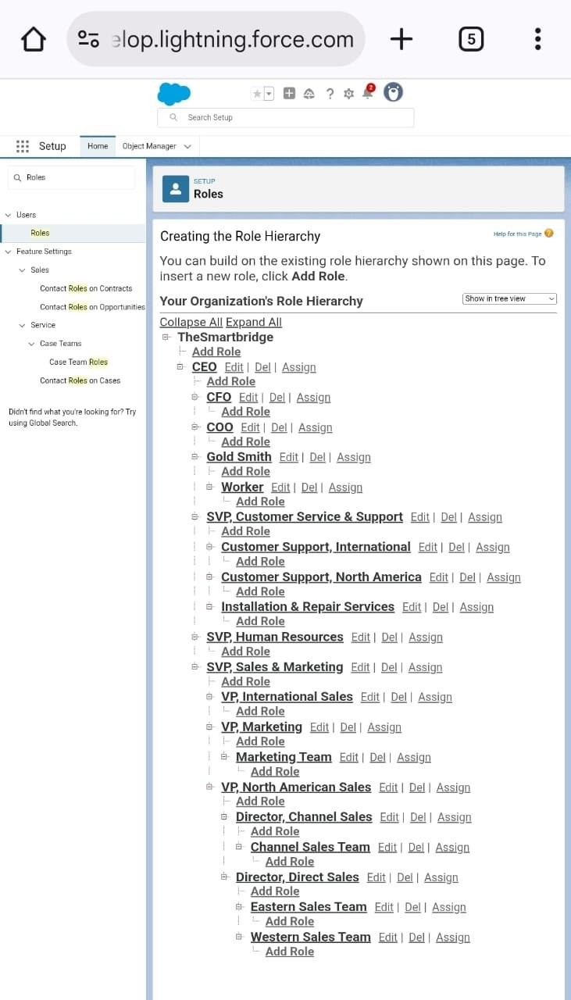 elop.lightning.force.com
5
2
Search Setup
Setup Home Object Manager
Roles
Users
Roles
Feature Settings
Sales
Contact Roles on Contracts
Contact Roles on Opportunities
Service
Case Teams
Case Team Roles
Contact Roles on Cases
Didn't find what you're looking for? Try
using Global Search.
SETUP
Roles
Creating the Role Hierarchy
Help for this Page ?
You can build on the existing role hierarchy shown on this page. To
insert a new role, click Add Role.
Your Organization's Role Hierarchy
Show in tree view
Collapse All Expand All
TheSmartbridge
Add Role
CEO Edit | Del | Assign
Add Role
CFO Edit | Del | Assign
Add Role
COO Edit | Del | Assign
Add Role
Gold Smith Edit | Del | Assign
Add Role
Worker Edit | Del | Assign
Add Role
SVP, Customer Service & Support Edit | Del | Assign
Add Role
Customer Support, International Edit | Del | Assign
Add Role
Customer Support, North America Edit | Del | Assign
Add Role
Installation & Repair Services Edit | Del | Assign
Add Role
SVP, Human Resources Edit | Del | Assign
Add Role
SVP, Sales & Marketing Edit | Del | Assign
Add Role
VP, International Sales Edit | Del | Assign
Add Role
VP, Marketing Edit | Del | Assign
Add Role
Marketing Team Edit | Del | Assign
Add Role
VP, North American Sales Edit | Del | Assign
Add Role
Director, Channel Sales Edit | Del | Assign
Add Role
Channel Sales Team Edit | Del | Assign
Add Role
Director, Direct Sales Edit | Del | Assign
Add Role
Eastern Sales Team Edit | Del | Assign
Add Role
Western Sales Team Edit | Del | Assign
Add Role